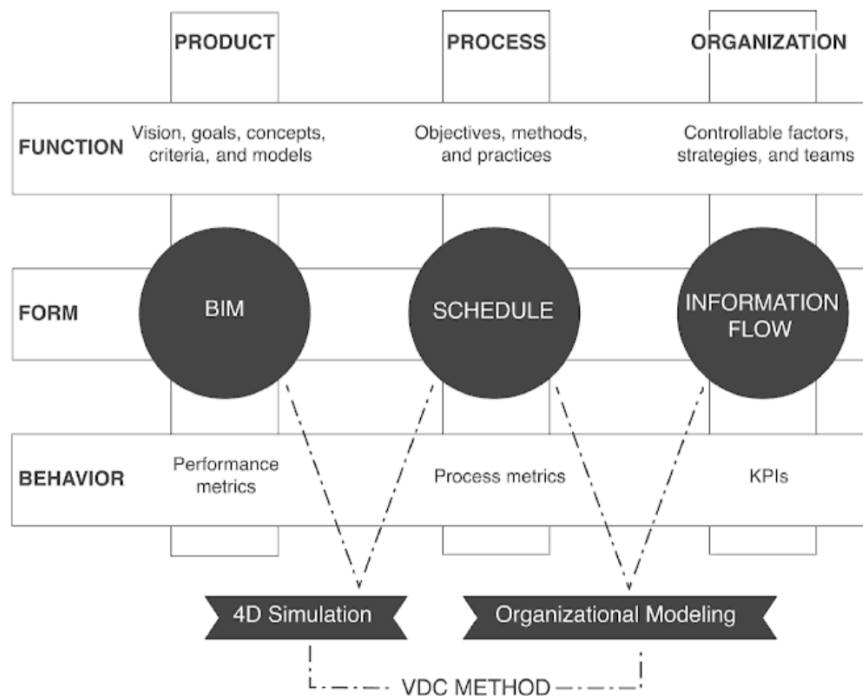 PRODUCT
PROCESS
ORGANIZATION
FUNCTION
Vision, goals, concepts,
criteria, and models
Objectives, methods,
and practices
Controllable factors,
strategies, and teams
FORM
BIM
SCHEDULE
INFORMATION
FLOW
BEHAVIOR
Performance
metrics
Process metrics
KPIs
4D Simulation
Organizational Modeling
VDC METHOD